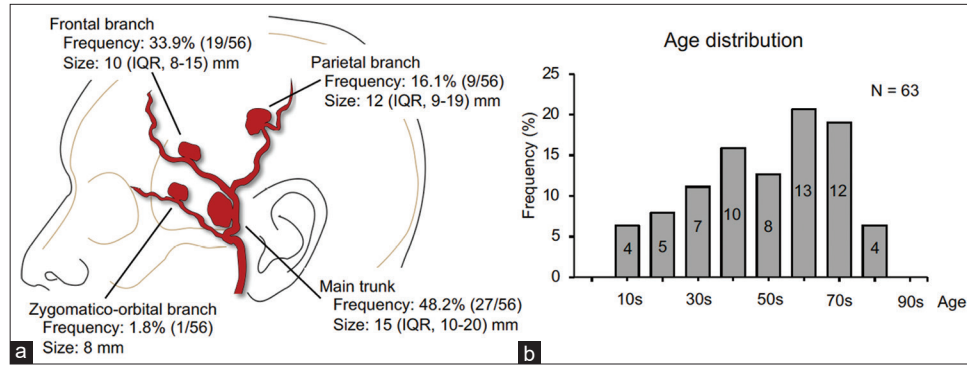 Frontal branch
Frequency: 33.9% (19/56)
Size: 10 (IQR, 8-15) mm
Parietal branch
Frequency: 16.1% (9/56)
Size: 12 (IQR, 9-19) mm
Zygomatico-orbital branch
Frequency: 1.8% (1/56)
Size: 8 mm
Main trunk
Frequency: 48.2% (27/56)
Size: 15 (IQR, 10-20) mm
a
Age distribution
N = 63
Frequency (%)
25
20
15
10
5
0
4
5
7
10
8
13
12
4
10s
30s
50s
70s
90s
Age
b